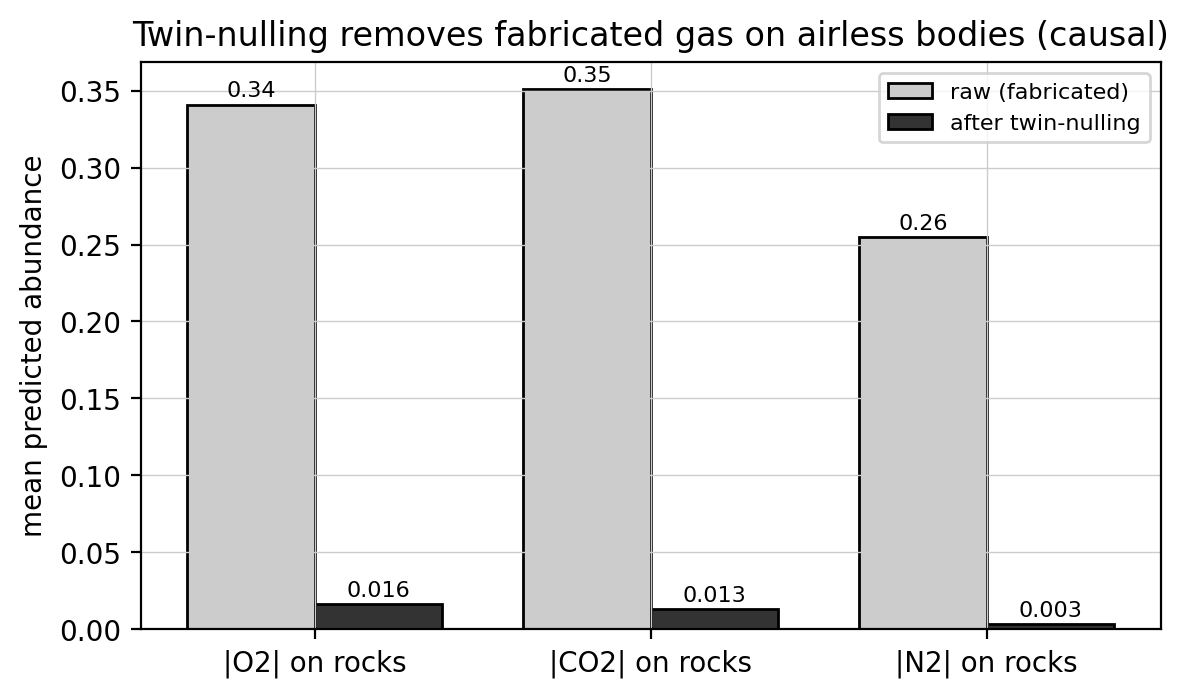 Twin-nulling removes fabricated gas on airless bodies (causal)
raw (fabricated)
after twin-nulling
mean predicted abundance
0.35
0.30
0.25
0.20
0.15
0.10
0.05
0.00
0.34
0.016
0.35
0.013
0.26
0.003
|O2| on rocks
|CO2| on rocks
|N2| on rocks